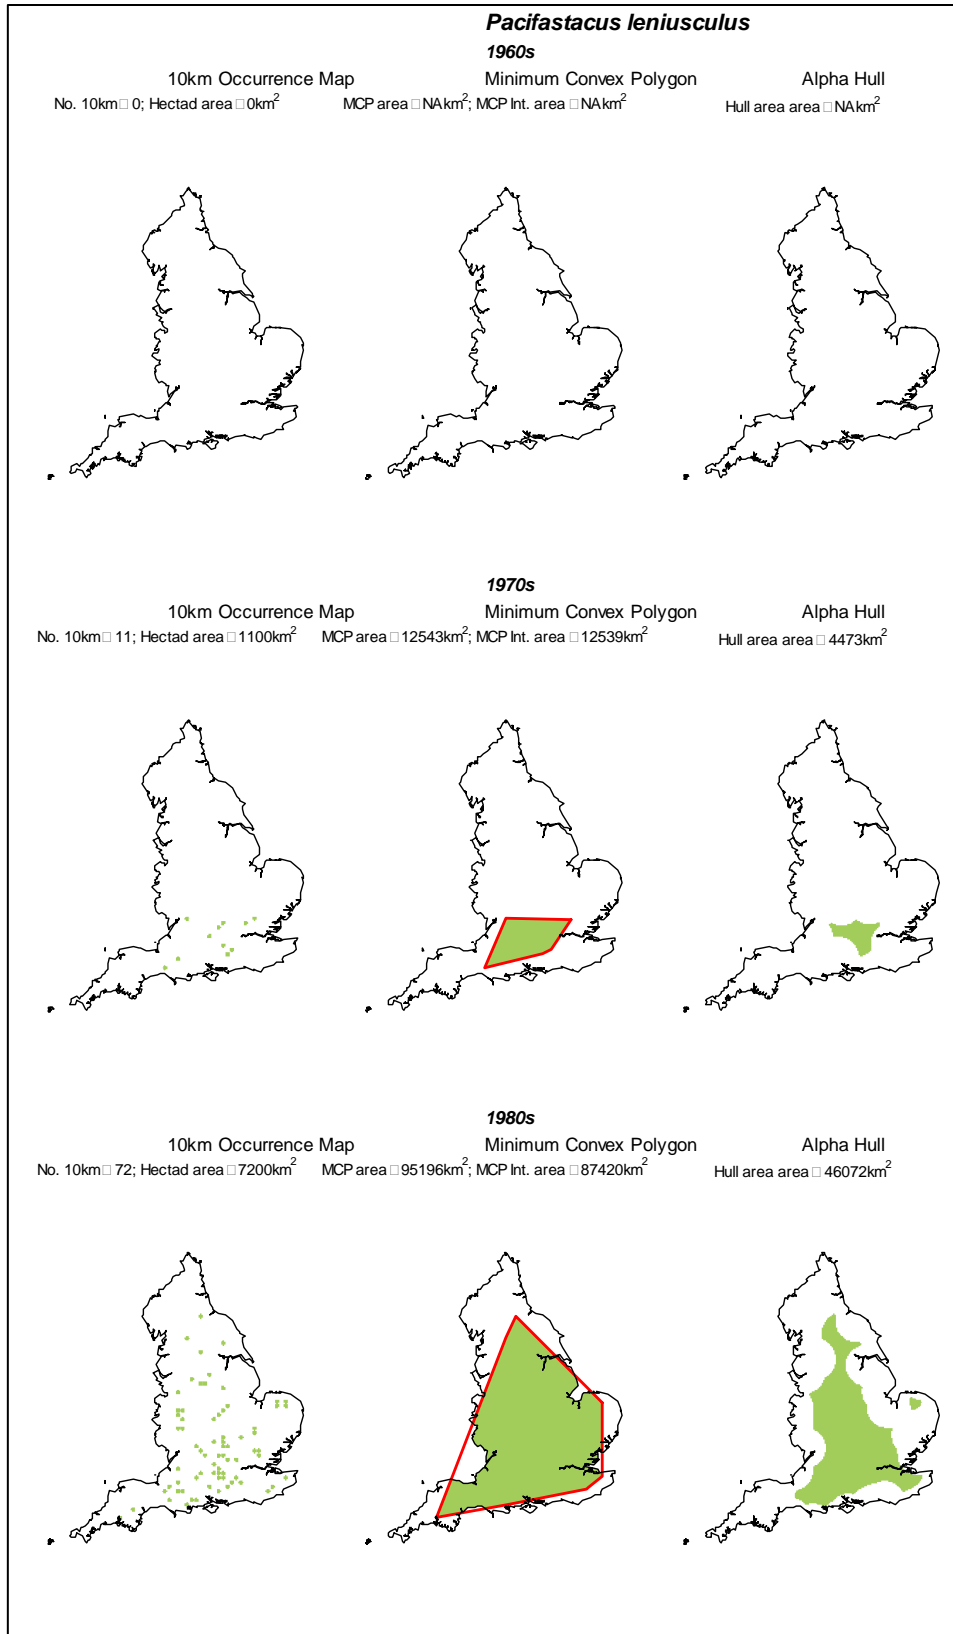 Pacifastacus leniusculus
1960s
10km Occurrence Map Minimum Convex Polygon Alpha Hull
No. 10km□0; Hectad area□0km² MCP area□NAkm²; MCP Int. area□NAkm² Hull area area□NAkm²
1970s
10km Occurrence Map Minimum Convex Polygon Alpha Hull
No. 10km□11; Hectad area□1100km² MCP area□12543km²; MCP Int. area□12539km² Hull area area□4473km²
1980s
10km Occurrence Map Minimum Convex Polygon Alpha Hull
No. 10km□72; Hectad area□7200km² MCP area□95196km²; MCP Int. area□87420km² Hull area area□46072km²